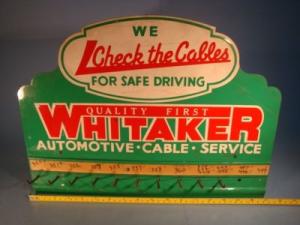 WE
Check the Cables
FOR SAFE DRIVING
QUALITY FIRST
WHITAKER
AUTOMOTIVE · CABLE · SERVICE